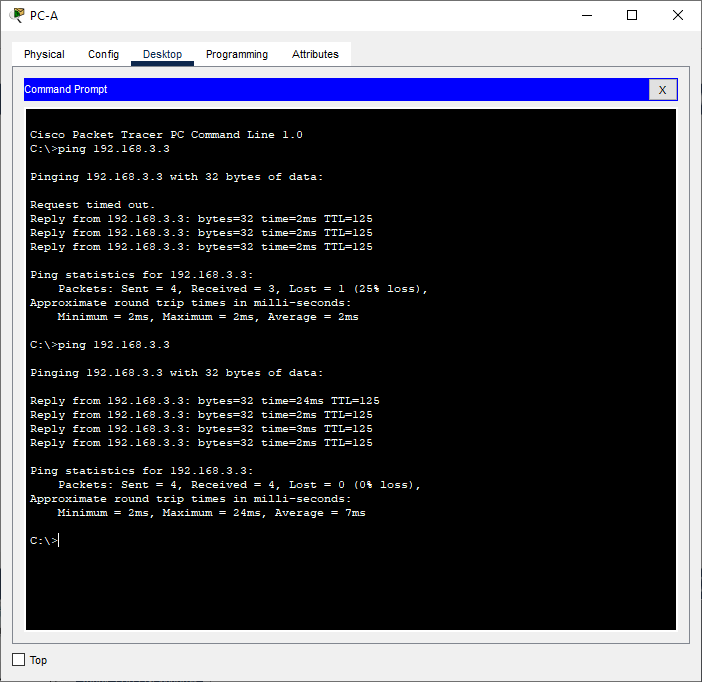 PC-A
Physical Config Desktop Programming Attributes
Command Prompt X
Cisco Packet Tracer PC Command Line 1.0
C:\>ping 192.168.3.3
Pinging 192.168.3.3 with 32 bytes of data:
Request timed out.
Reply from 192.168.3.3: bytes=32 time=2ms TTL=125
Reply from 192.168.3.3: bytes=32 time=2ms TTL=125
Reply from 192.168.3.3: bytes=32 time=2ms TTL=125
Ping statistics for 192.168.3.3:
Packets: Sent = 4, Received = 3, Lost = 1 (25% loss),
Approximate round trip times in milli-seconds:
Minimum = 2ms, Maximum = 2ms, Average = 2ms
C:\>ping 192.168.3.3
Pinging 192.168.3.3 with 32 bytes of data:
Reply from 192.168.3.3: bytes=32 time=24ms TTL=125
Reply from 192.168.3.3: bytes=32 time=2ms TTL=125
Reply from 192.168.3.3: bytes=32 time=3ms TTL=125
Reply from 192.168.3.3: bytes=32 time=2ms TTL=125
Ping statistics for 192.168.3.3:
Packets: Sent = 4, Received = 4, Lost = 0 (0% loss),
Approximate round trip times in milli-seconds:
Minimum = 2ms, Maximum = 24ms, Average = 7ms
C:\>
Top